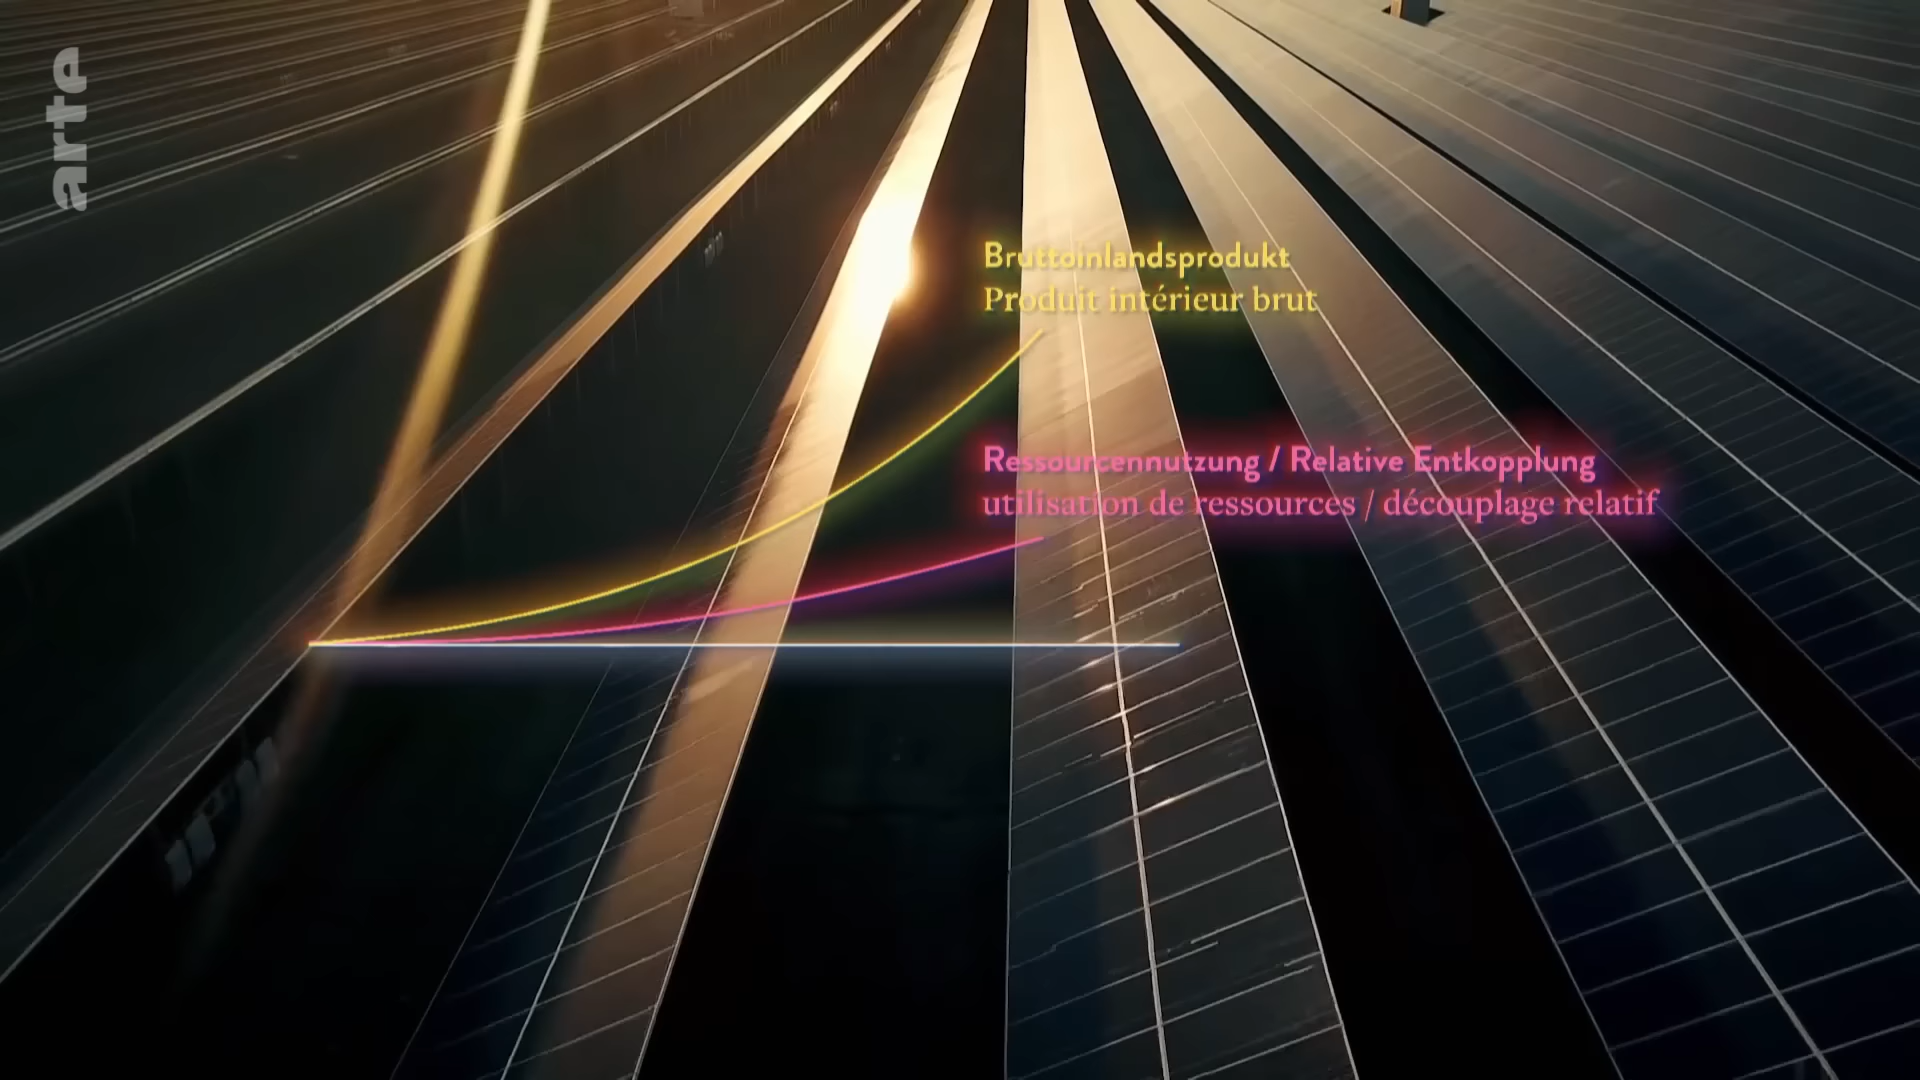 arte
Bruttoinlandsprodukt
Produit intérieur brut
Ressourcennutzung / Relative Entkopplung
utilisation de ressources / découplage relatif